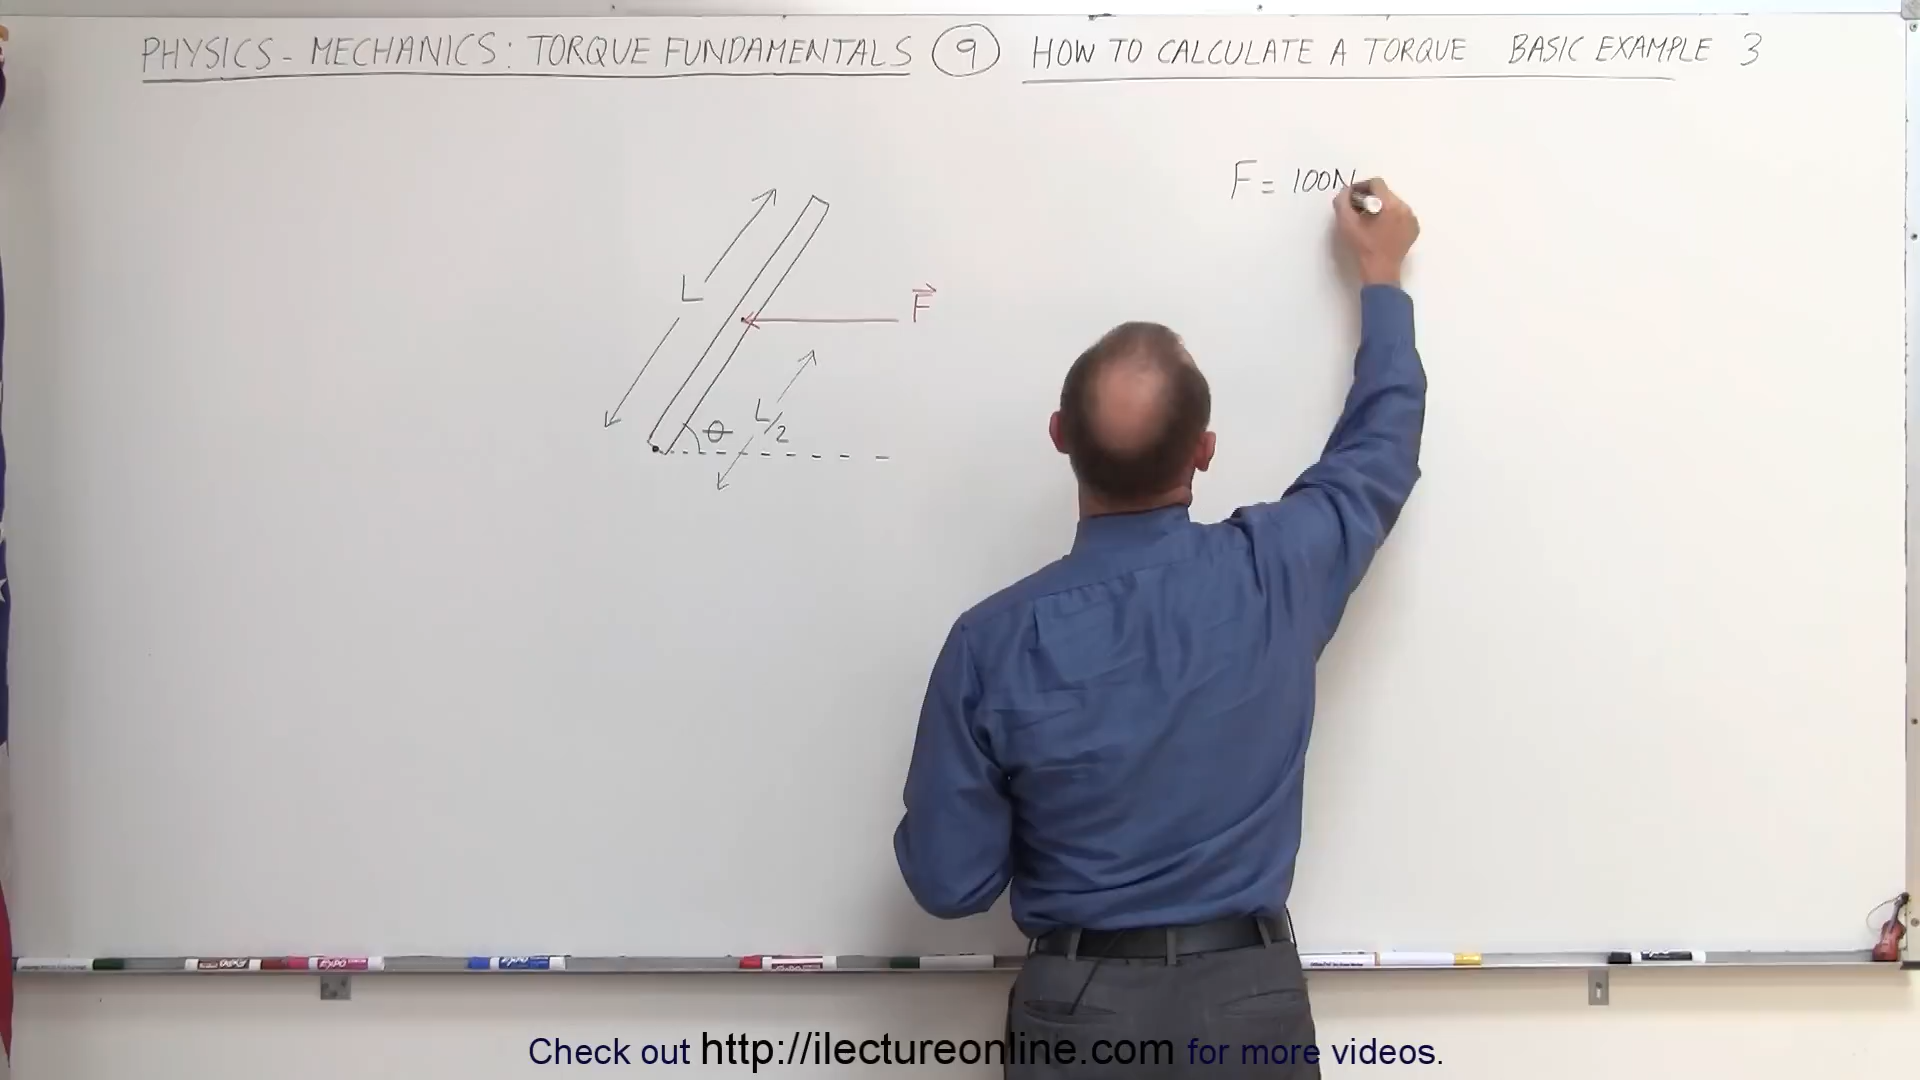 PHYSICS - MECHANICS: TORQUE FUNDAMENTALS 9 HOW TO CALCULATE A TORQUE BASIC EXAMPLE 3
F = 100N
L
F
θ
L/2
Check out http://ilectureonline.com for more videos.